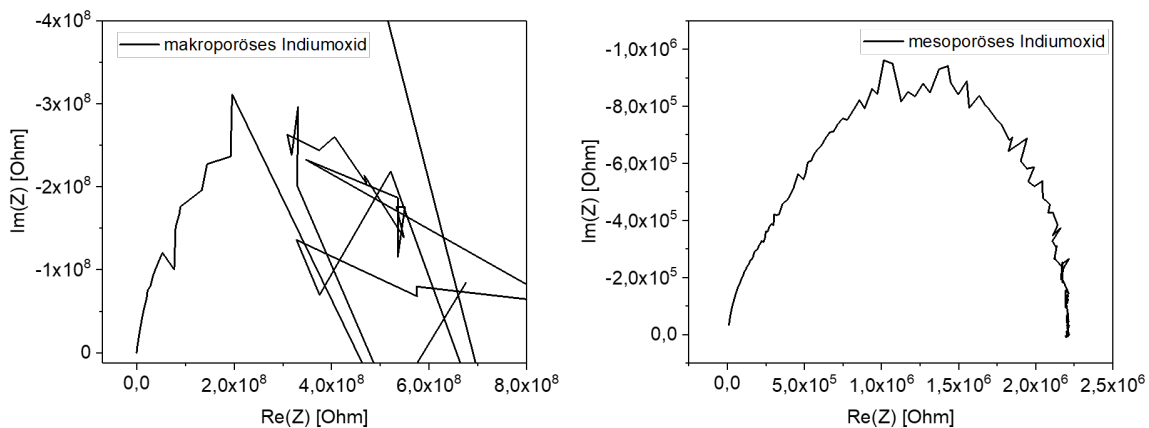 makroporöses Indiumoxid
Im(Z) [Ohm]
-4x10⁸
-3x10⁸
-2x10⁸
-1x10⁸
0
0,0
2,0x10⁸
4,0x10⁸
6,0x10⁸
8,0x10⁸
Re(Z) [Ohm]
mesoporöses Indiumoxid
Im(Z) [Ohm]
-1,0x10⁶
-8,0x10⁵
-6,0x10⁵
-4,0x10⁵
-2,0x10⁵
0,0
0,0
5,0x10⁵
1,0x10⁶
1,5x10⁶
2,0x10⁶
2,5x10⁶
Re(Z) [Ohm]